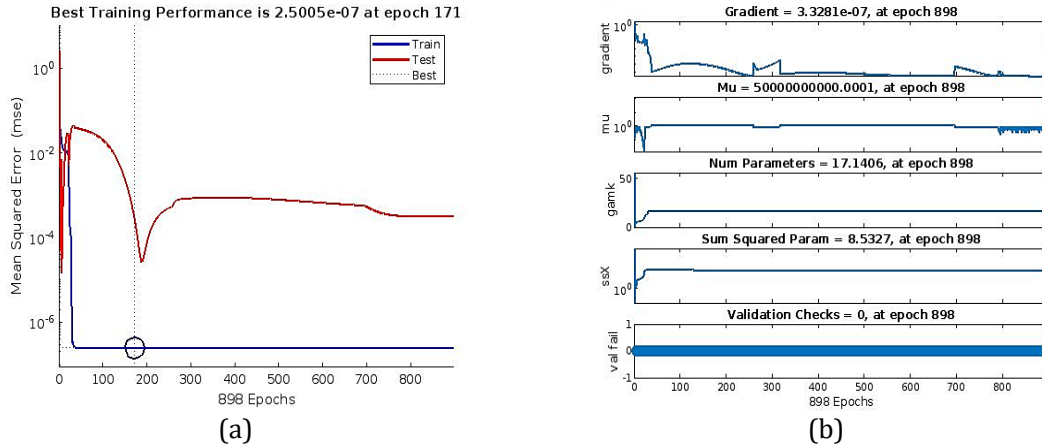 Best Training Performance is 2.5005e-07 at epoch 171
Mean Squared Error (mse)
10^0
10^-2
10^-4
10^-6
Train
Test
Best
0 100 200 300 400 500 600 700 800
898 Epochs
(a)
Gradient = 3.3281e-07, at epoch 898
gradient
10^0
Mu = 50000000000.0001, at epoch 898
mu
10^0
Num Parameters = 17.1406, at epoch 898
gamk
50
0
Sum Squared Param = 8.5327, at epoch 898
ssX
10^0
Validation Checks = 0, at epoch 898
val fail
1
0
-1
0 100 200 300 400 500 600 700 800
898 Epochs
(b)